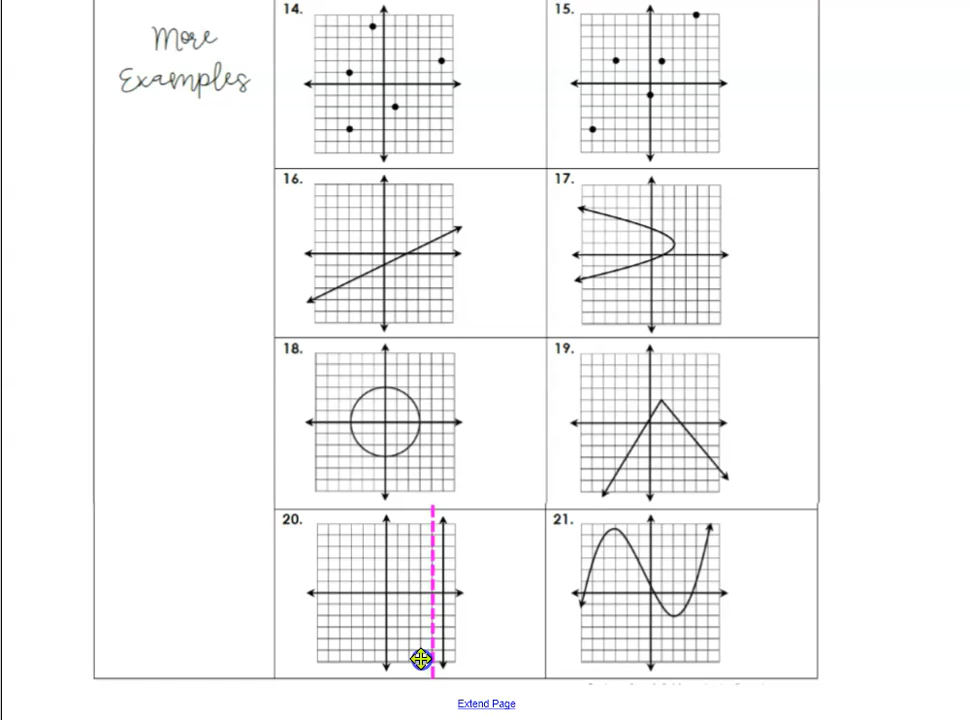 More
Examples
14.
15.
16.
17.
18.
19.
20.
21.
Extend Page